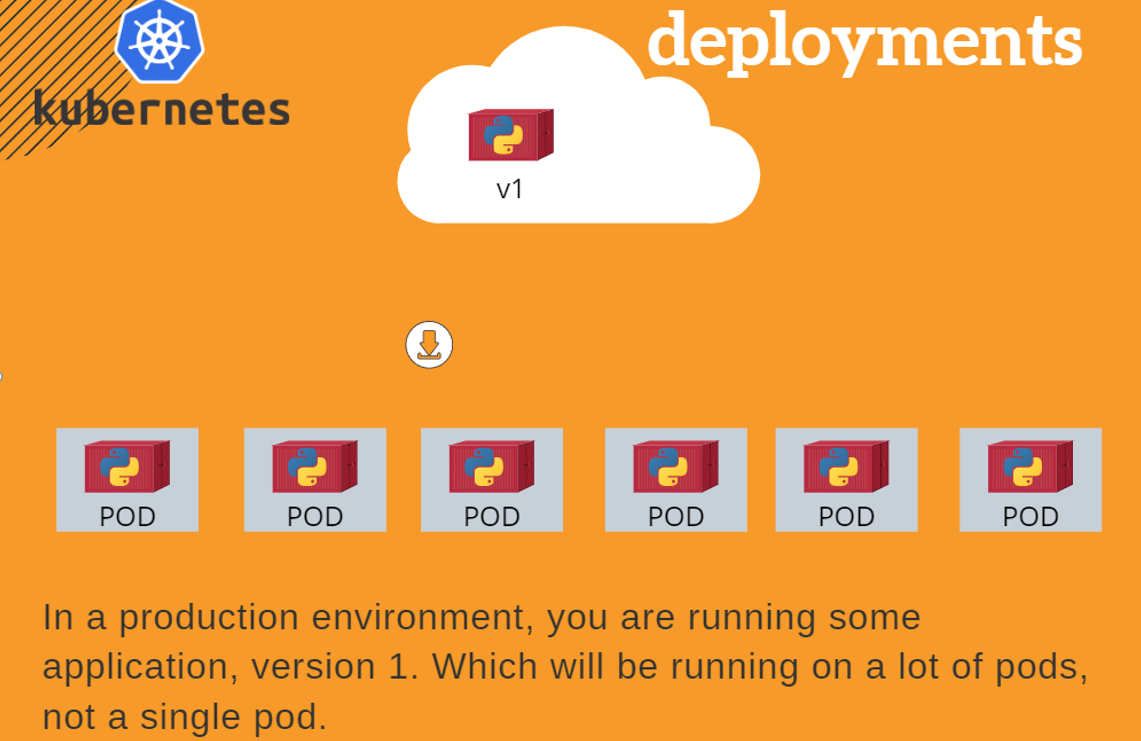 kubernetes
deployments
v1
POD
POD
POD
POD
POD
POD
In a production environment, you are running some
application, version 1. Which will be running on a lot of pods,
not a single pod.